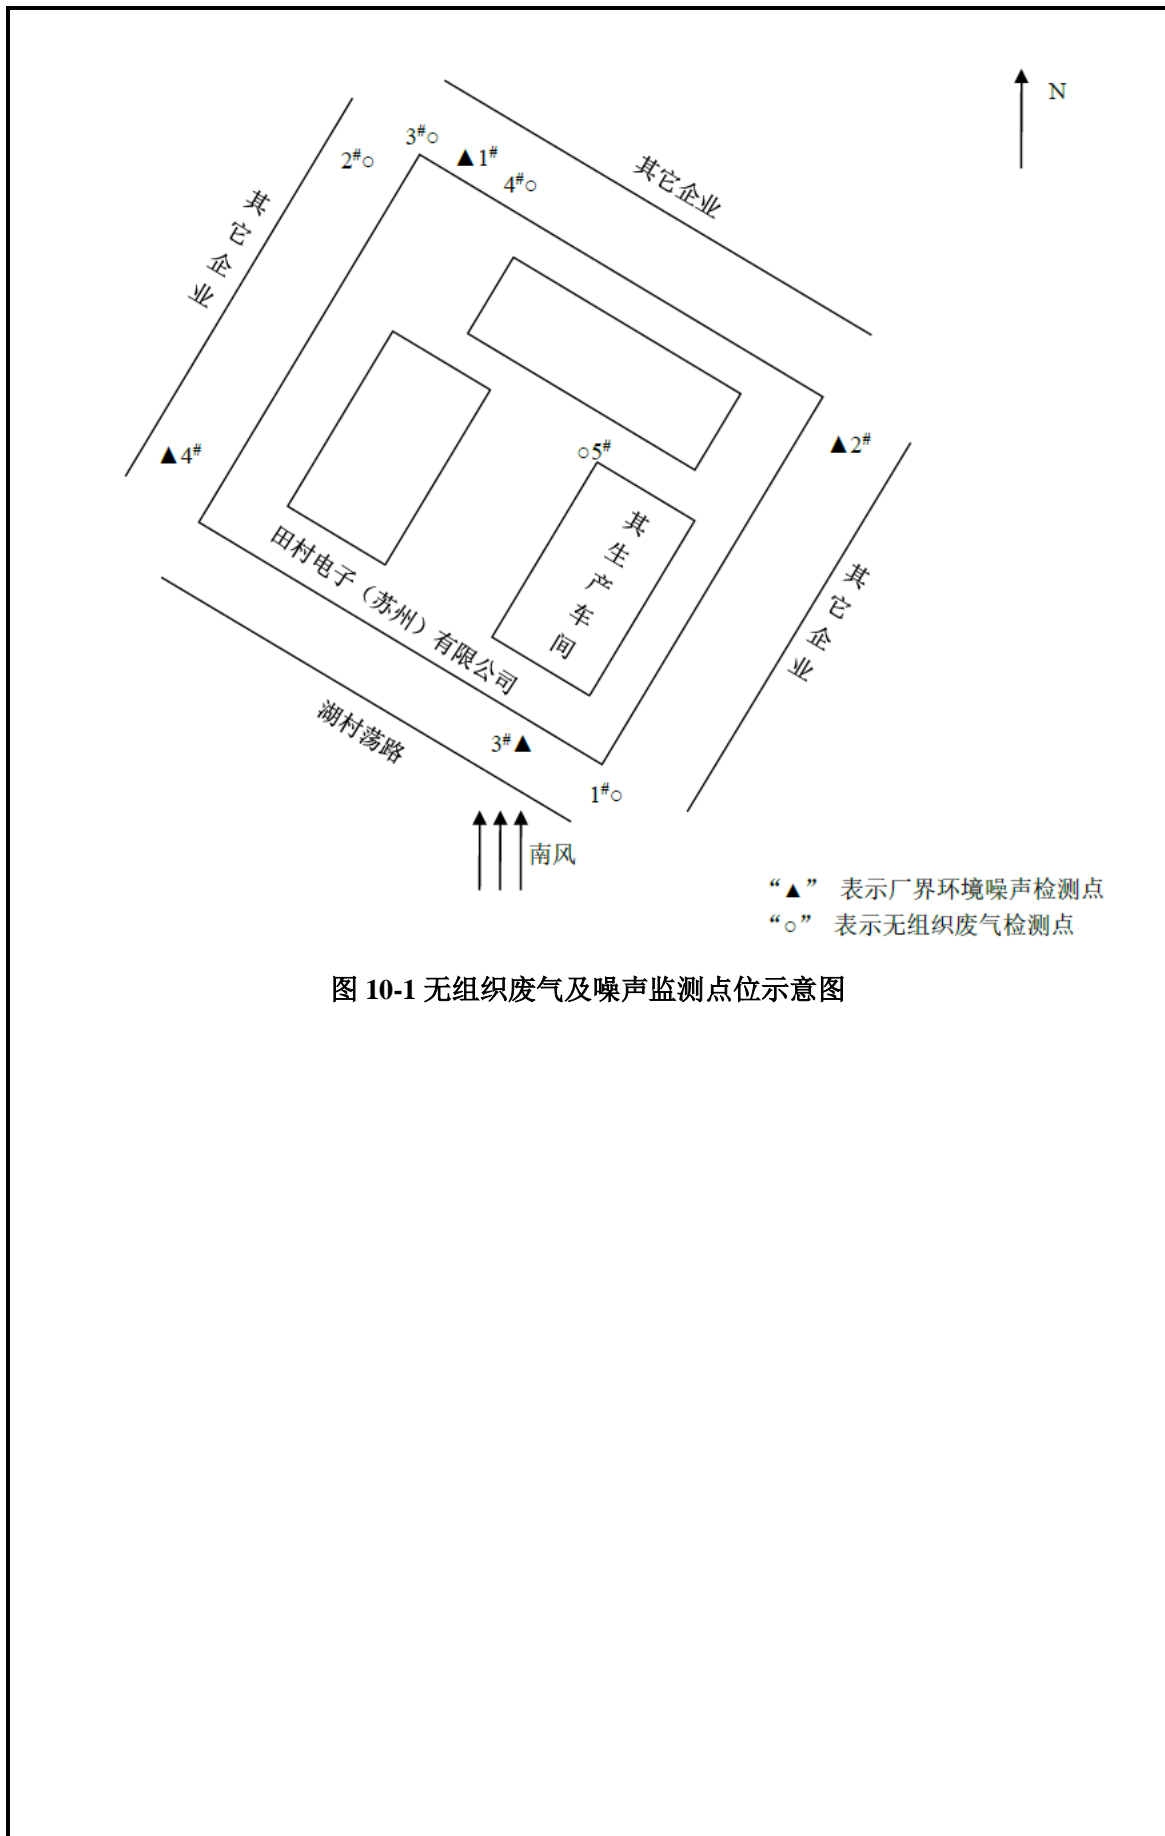 N
3#○
▲1#
2#○
4#○
其它企业
其它企业
○5#
▲2#
▲4#
其生产车间
其它企业
田村电子（苏州）有限公司
湖村荡路
3#▲
1#○
南风
“▲” 表示厂界环境噪声检测点
“○” 表示无组织废气检测点
图 10-1 无组织废气及噪声监测点位示意图